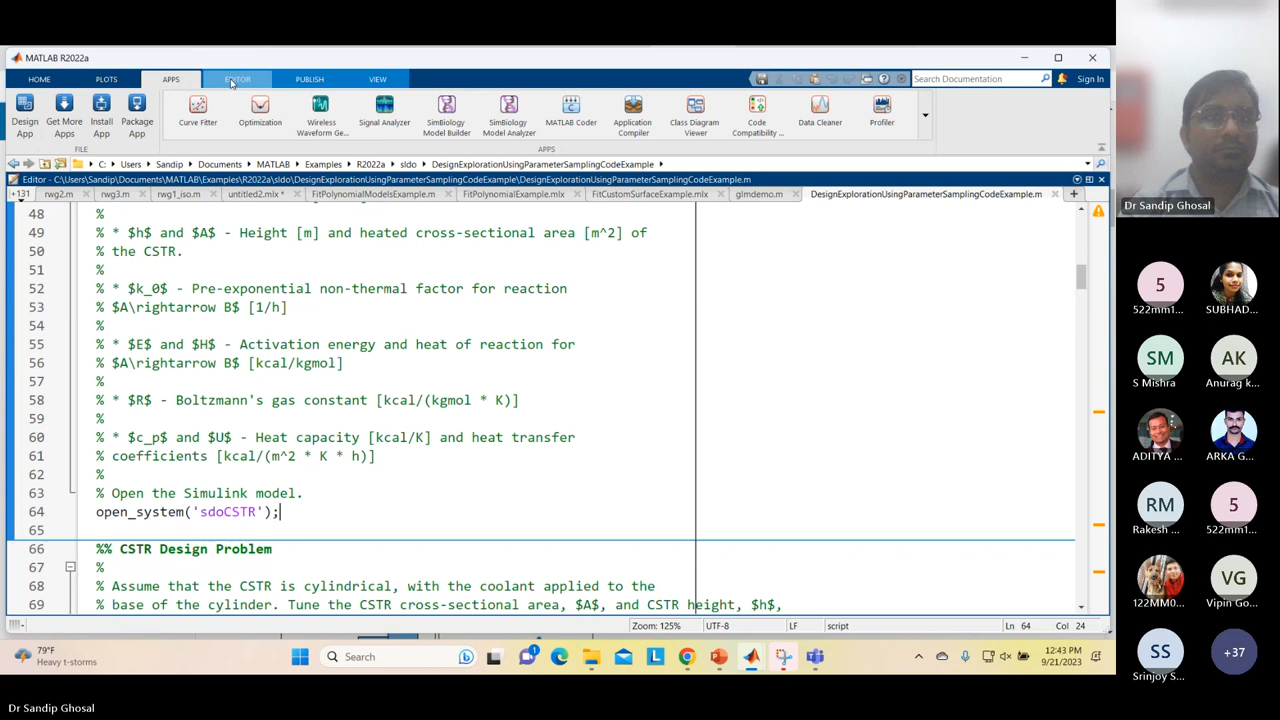 MATLAB R2022a
HOME PLOTS APPS EDITOR PUBLISH VIEW
Search Documentation
Sign In
Design App
Get More Apps
Install App
Package App
Curve Fitter
Optimization
Wireless Waveform Ge...
Signal Analyzer
SimBiology Model Builder
SimBiology Model Analyzer
MATLAB Coder
Application Compiler
Class Diagram Viewer
Code Compatibility ...
Data Cleaner
Profiler
FILE
APPS
C: Users Sandip Documents MATLAB Examples R2022a sldo DesignExplorationUsingParameterSamplingCodeExample
Editor - C:\Users\Sandip\Documents\MATLAB\Examples\R2022a\sldo\DesignExplorationUsingParameterSamplingCodeExample\DesignExplorationUsingParameterSamplingCodeExample.m
+131 rwg2.m rwg3.m rwg1_iso.m untitled2.mlx * FitPolynomialModelsExample.m FitPolynomialExample.mlx FitCustomSurfaceExample.mlx glmdemo.m DesignExplorationUsingParameterSamplingCodeExample.m
48 %
49 % * $h$ and $A$ - Height [m] and heated cross-sectional area [m^2] of
50 % the CSTR.
51 %
52 % * $k_0$ - Pre-exponential non-thermal factor for reaction
53 % $A\rightarrow B$ [1/h]
54 %
55 % * $E$ and $H$ - Activation energy and heat of reaction for
56 % $A\rightarrow B$ [kcal/kgmol]
57 %
58 % * $R$ - Boltzmann's gas constant [kcal/(kgmol * K)]
59 %
60 % * $c_p$ and $U$ - Heat capacity [kcal/K] and heat transfer
61 % coefficients [kcal/(m^2 * K * h)]
62 %
63 % Open the Simulink model.
64 open_system('sdoCSTR');
65
66 %% CSTR Design Problem
67 %
68 % Assume that the CSTR is cylindrical, with the coolant applied to the
69 % base of the cylinder. Tune the CSTR cross-sectional area, $A$, and CSTR height, $h$,
Zoom: 125% UTF-8 LF script Ln 64 Col 24
79°F
Heavy t-storms
Search
1
12:43 PM
9/21/2023
Dr Sandip Ghosal
5
522mm1...
SUBHAD...
SM
S Mishra
AK
Anurag k...
ADITYA ...
ARKA G...
RM
Rakesh ...
5
522mm1...
122MM0...
VG
Vipin Go...
SS
Srinjoy S...
+37
Dr Sandip Ghosal